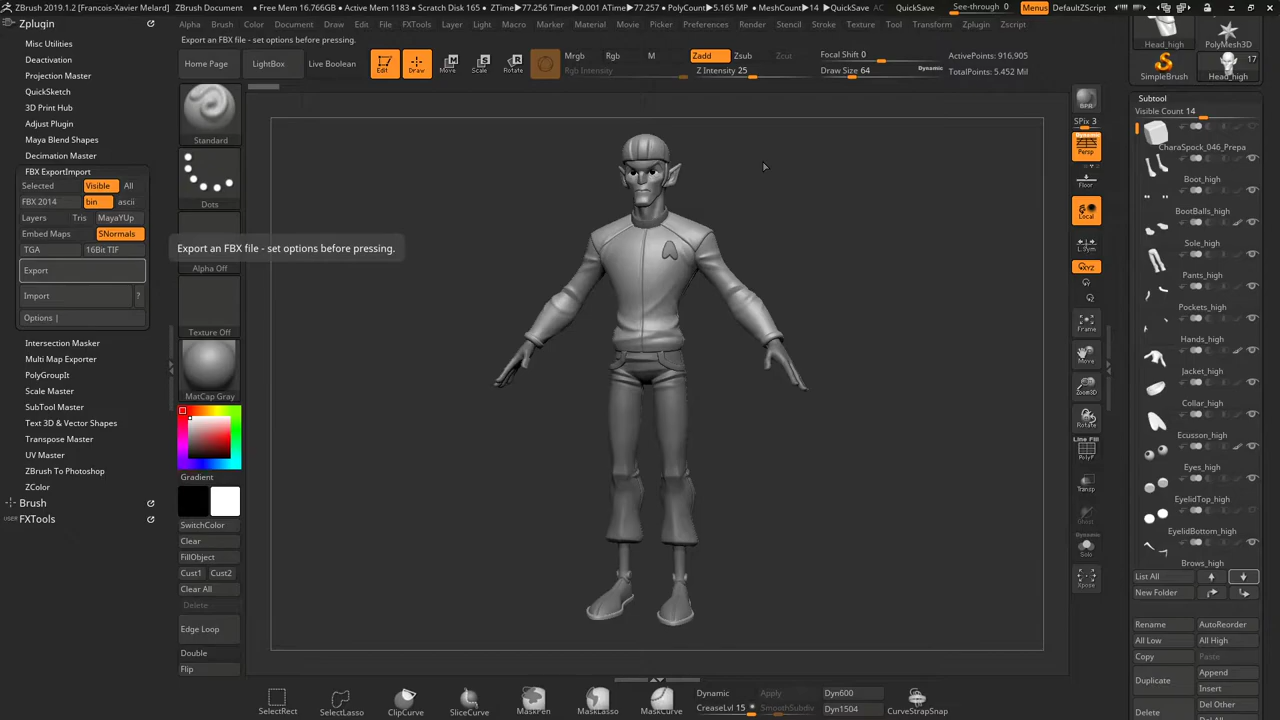 ZBrush 2019.1.2 [Francois-Xavier Melard] ZBrush Document • Free Mem 16.766GB • Active Mem 1183 • Scratch Disk 165 • ZTime▶77.256 Timer▶0.001 ATime▶77.257 • PolyCount▶5.165 MP • MeshCount▶14 ▶QuickSave AC QuickSave See-through 0 Menus DefaultZScript
Zplugin Alpha Brush Color Document Draw Edit File FXTools Layer Light Macro Marker Material Movie Picker Preferences Render Stencil Stroke Texture Tool Transform Zplugin Zscript
Export an FBX file - set options before pressing.
Misc Utilities
Deactivation
Projection Master
QuickSketch
3D Print Hub
Adjust Plugin
Maya Blend Shapes
Decimation Master
FBX ExportImport
Selected Visible All
FBX 2014 bin ascii
Layers Tris MayaYUp
Embed Maps SNormals
TGA 16Bit TIF
Export
Import ?
Options |
Intersection Masker
Multi Map Exporter
PolyGroupIt
Scale Master
SubTool Master
Text 3D & Vector Shapes
Transpose Master
UV Master
ZBrush To Photoshop
ZColor
Brush
USER FXTools
Home Page LightBox Live Boolean Edit Draw Move Scale Rotate
Mrgb Rgb M Zadd Zsub Zcut
Rgb Intensity Z Intensity 25
Focal Shift 0
Draw Size 64 Dynamic
ActivePoints: 916,905
TotalPoints: 5.452 Mil
Standard
Dots
Export an FBX file - set options before pressing.
Alpha Off
Texture Off
MatCap Gray
Gradient
SwitchColor
Clear
FillObject
Cust1 Cust2
Clear All
Delete
Edge Loop
Double
Flip
SelectRect SelectLasso ClipCurve SliceCurve MaskPen MaskLasso MaskCurve
Dynamic Apply
CreaseLvl 15 SmoothSubdiv
Dyn600
Dyn1504
CurveStrapSnap
BPR
SPix 3
Dynamic
Persp
Floor
Local
L.Sym
XYZ
Frame
Move
Zoom3D
Rotate
Line Fill
PolyF
Transp
Ghost
Dynamic
Solo
Xpose
Head_high PolyMesh3D
17
SimpleBrush Head_high
Subtool
Visible Count 14
CharaSpock_046_Prepa
Boot_high
BootBalls_high
Sole_high
Pants_high
Pockets_high
Hands_high
Jacket_high
Collar_high
Ecusson_high
Eyes_high
EyelidTop_high
EyelidBottom_high
Brows_high
List All
New Folder
Rename AutoReorder
All Low All High
Copy Paste
Duplicate Append
Insert
Delete Del Other